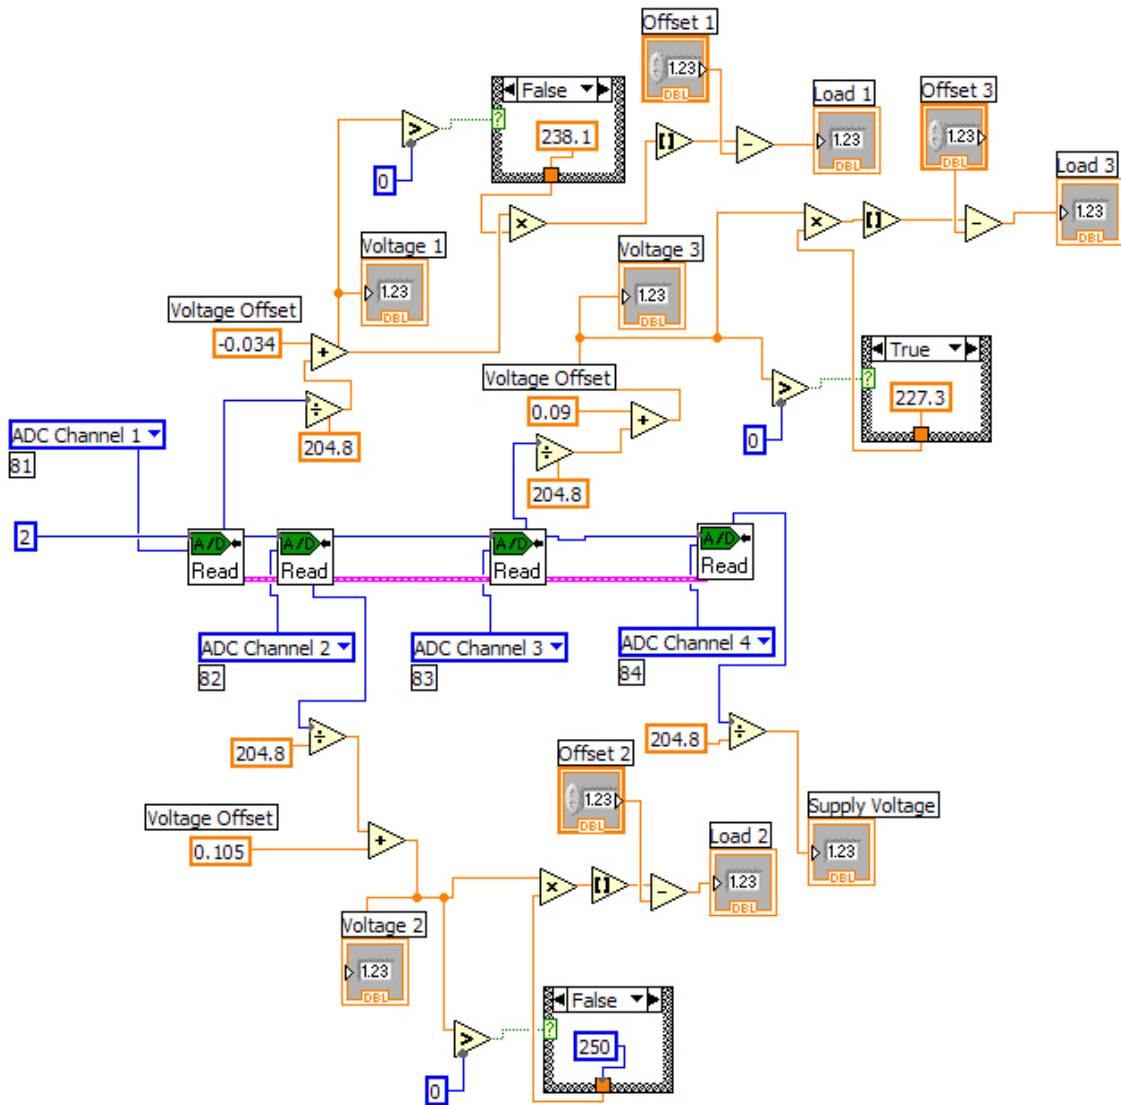 Offset 1
1.23
DBL
False
238.1
Load 1
1.23
DBL
Offset 3
1.23
DBL
>
0
[ ]
−
×
Load 3
1.23
DBL
×
[ ]
−
Voltage 1
1.23
DBL
Voltage 3
1.23
DBL
Voltage Offset
-0.034
+
True
227.3
?
?
Voltage Offset
0.09
+
>
0
÷
204.8
÷
204.8
ADC Channel 1
81
2
A/D
Read
A/D
Read
A/D
Read
A/D
Read
ADC Channel 2
82
ADC Channel 3
83
ADC Channel 4
84
204.8
÷
204.8
÷
Offset 2
1.23
DBL
Voltage Offset
0.105
+
Supply Voltage
1.23
DBL
Load 2
1.23
DBL
×
[ ]
−
Voltage 2
1.23
DBL
False
?
250
>
0